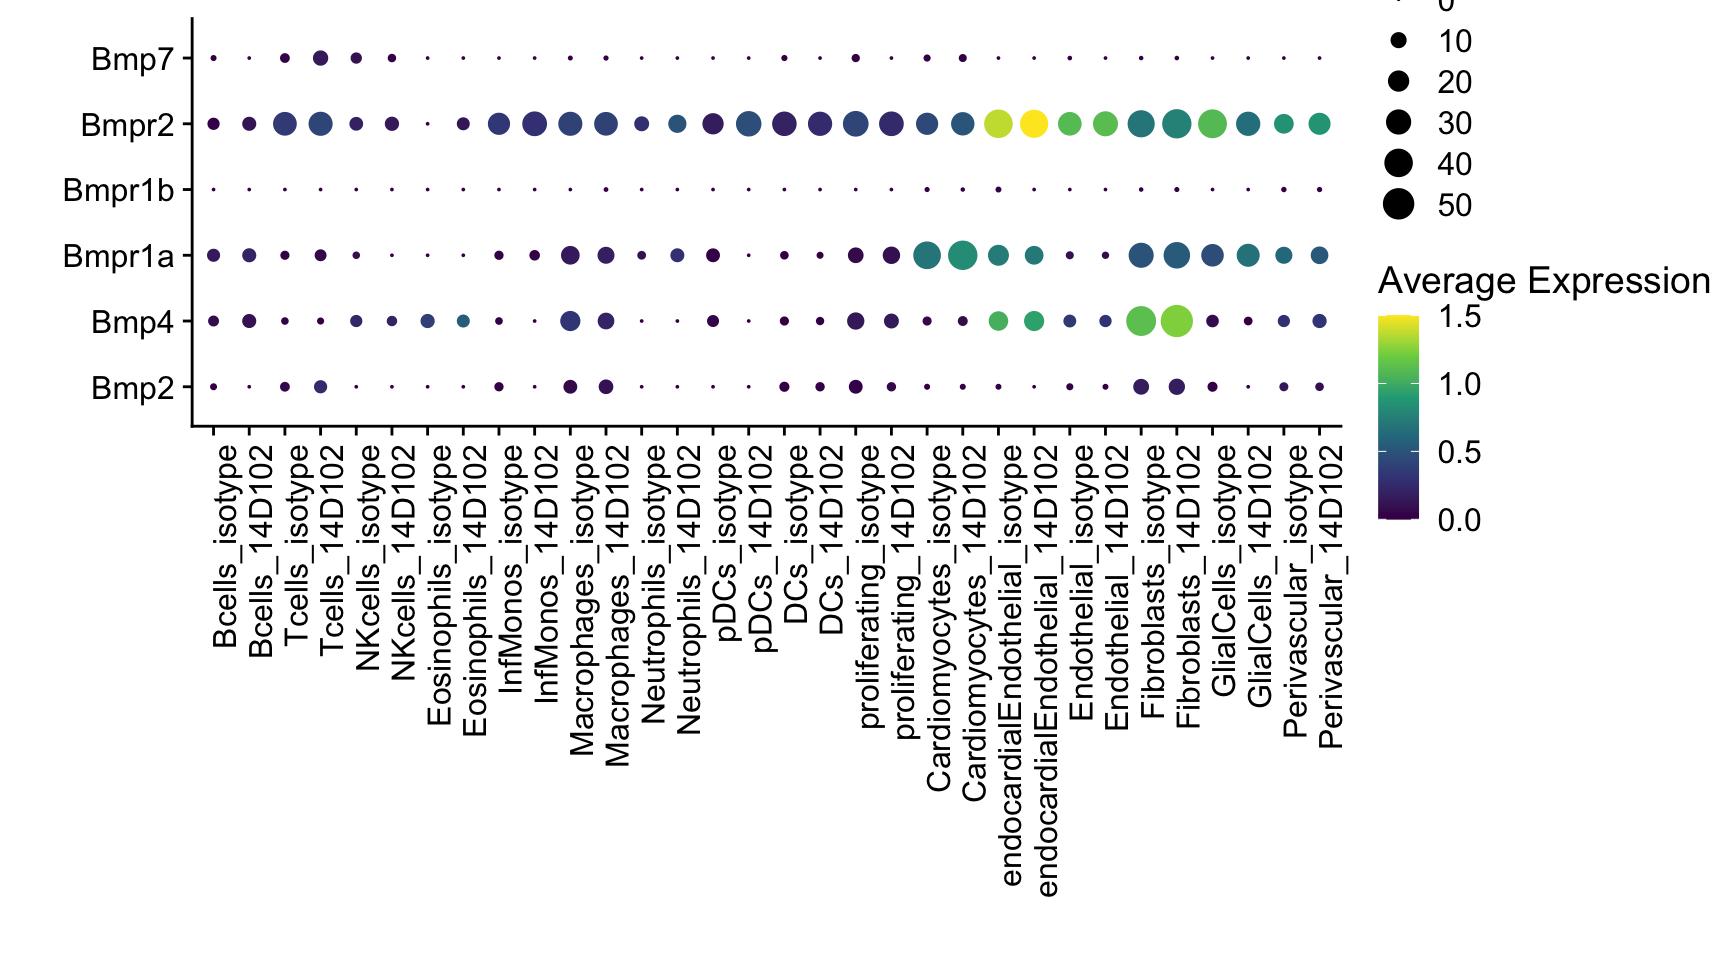 0
Bmp7
10
20
Bmpr2
30
40
Bmpr1b
50
Bmpr1a
Average Expression
Bmp4
1.5
Bmp2
1.0
0.5
0.0
Bcells_isotype
Bcells_14D102
Tcells_isotype
Tcells_14D102
NKcells_isotype
NKcells_14D102
Eosinophils_isotype
Eosinophils_14D102
InfMonos_isotype
InfMonos_14D102
Macrophages_isotype
Macrophages_14D102
Neutrophils_isotype
Neutrophils_14D102
pDCs_isotype
pDCs_14D102
DCs_isotype
DCs_14D102
proliferating_isotype
proliferating_14D102
Cardiomyocytes_isotype
Cardiomyocytes_14D102
endocardialEndothelial_isotype
endocardialEndothelial_14D102
Endothelial_isotype
Endothelial_14D102
Fibroblasts_isotype
Fibroblasts_14D102
GlialCells_isotype
GlialCells_14D102
Perivascular_isotype
Perivascular_14D102